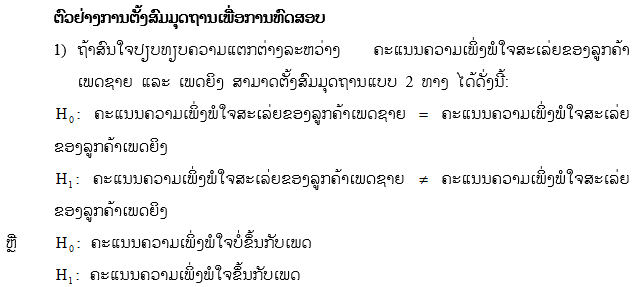 ຕົວຢ່າງການຕັ້ງສົມມຸດຖານເພື່ອການທົດສອບ
1) ຖ້າສົນໃຈປຽບທຽບຄວາມແຕກຕ່າງລະຫວ່າງ ຄະແນນຄວາມເພິ່ງພໍໃຈສະເລ່ຍຂອງລູກຄ້າ
ເພດຊາຍ ແລະ ເພດຍິງ ສາມາດຕັ້ງສົມມຸດຖານແບບ 2 ທາງ ໄດ້ດັ່ງນີ້:
H₀: ຄະແນນຄວາມເພິ່ງພໍໃຈສະເລ່ຍຂອງລູກຄ້າເພດຊາຍ = ຄະແນນຄວາມເພິ່ງພໍໃຈສະເລ່ຍ
ຂອງລູກຄ້າເພດຍິງ
H₁: ຄະແນນຄວາມເພິ່ງພໍໃຈສະເລ່ຍຂອງລູກຄ້າເພດຊາຍ ≠ ຄະແນນຄວາມເພິ່ງພໍໃຈສະເລ່ຍ
ຂອງລູກຄ້າເພດຍິງ
ຫຼື H₀: ຄະແນນຄວາມເພິ່ງພໍໃຈບໍ່ຂຶ້ນກັບເພດ
H₁: ຄະແນນຄວາມເພິ່ງພໍໃຈຂຶ້ນກັບເພດ